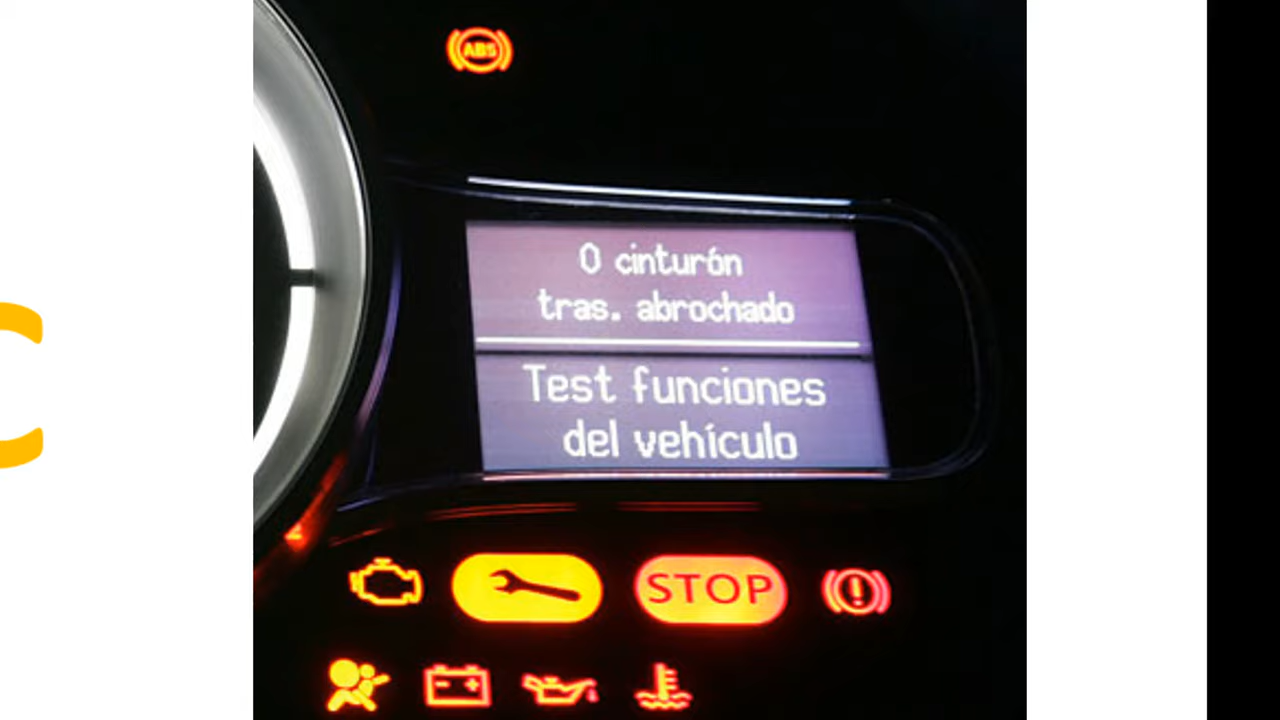 ABS
0 cinturón
tras. abrochado
Test funciones
del vehículo
STOP